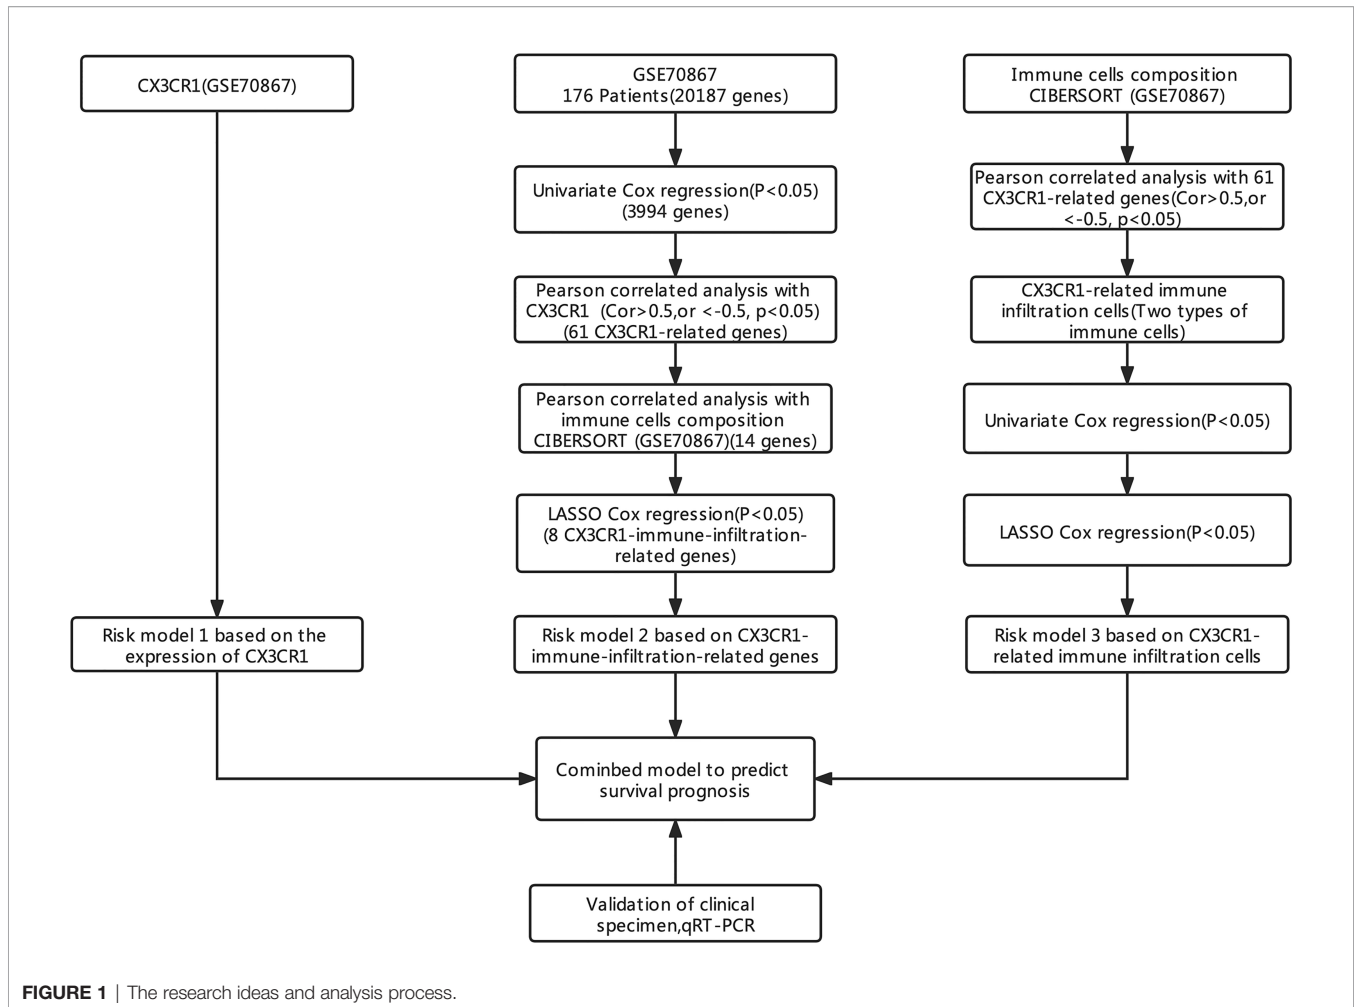 CX3CR1(GSE70867)
GSE70867
176 Patients(20187 genes)
Immune cells composition
CIBERSORT (GSE70867)
Univariate Cox regression(P<0.05)
(3994 genes)
Pearson correlated analysis with 61
CX3CR1-related genes(Cor>0.5,or
<-0.5, p<0.05)
Pearson correlated analysis with
CX3CR1 (Cor>0.5,or <-0.5, p<0.05)
(61 CX3CR1-related genes)
CX3CR1-related immune
infiltration cells(Two types of
immune cells)
Pearson correlated analysis with
immune cells composition
CIBERSORT (GSE70867)(14 genes)
Univariate Cox regression(P<0.05)
LASSO Cox regression(P<0.05)
(8 CX3CR1-immune-infiltration-
related genes)
LASSO Cox regression(P<0.05)
Risk model 1 based on the
expression of CX3CR1
Risk model 2 based on CX3CR1-
immune-infiltration-related genes
Risk model 3 based on CX3CR1-
related immune infiltration cells
Cominbed model to predict
survival prognosis
Validation of clinical
specimen,qRT-PCR
FIGURE 1 | The research ideas and analysis process.